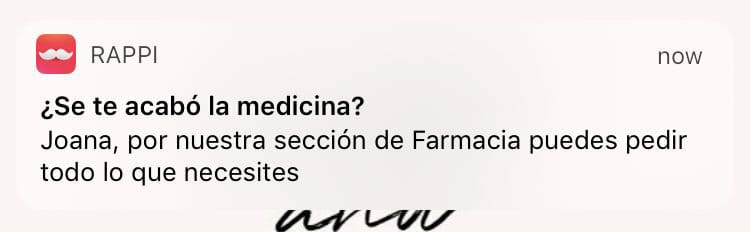 RAPPI
now
¿Se te acabó la medicina?
Joana, por nuestra sección de Farmacia puedes pedir
todo lo que necesites